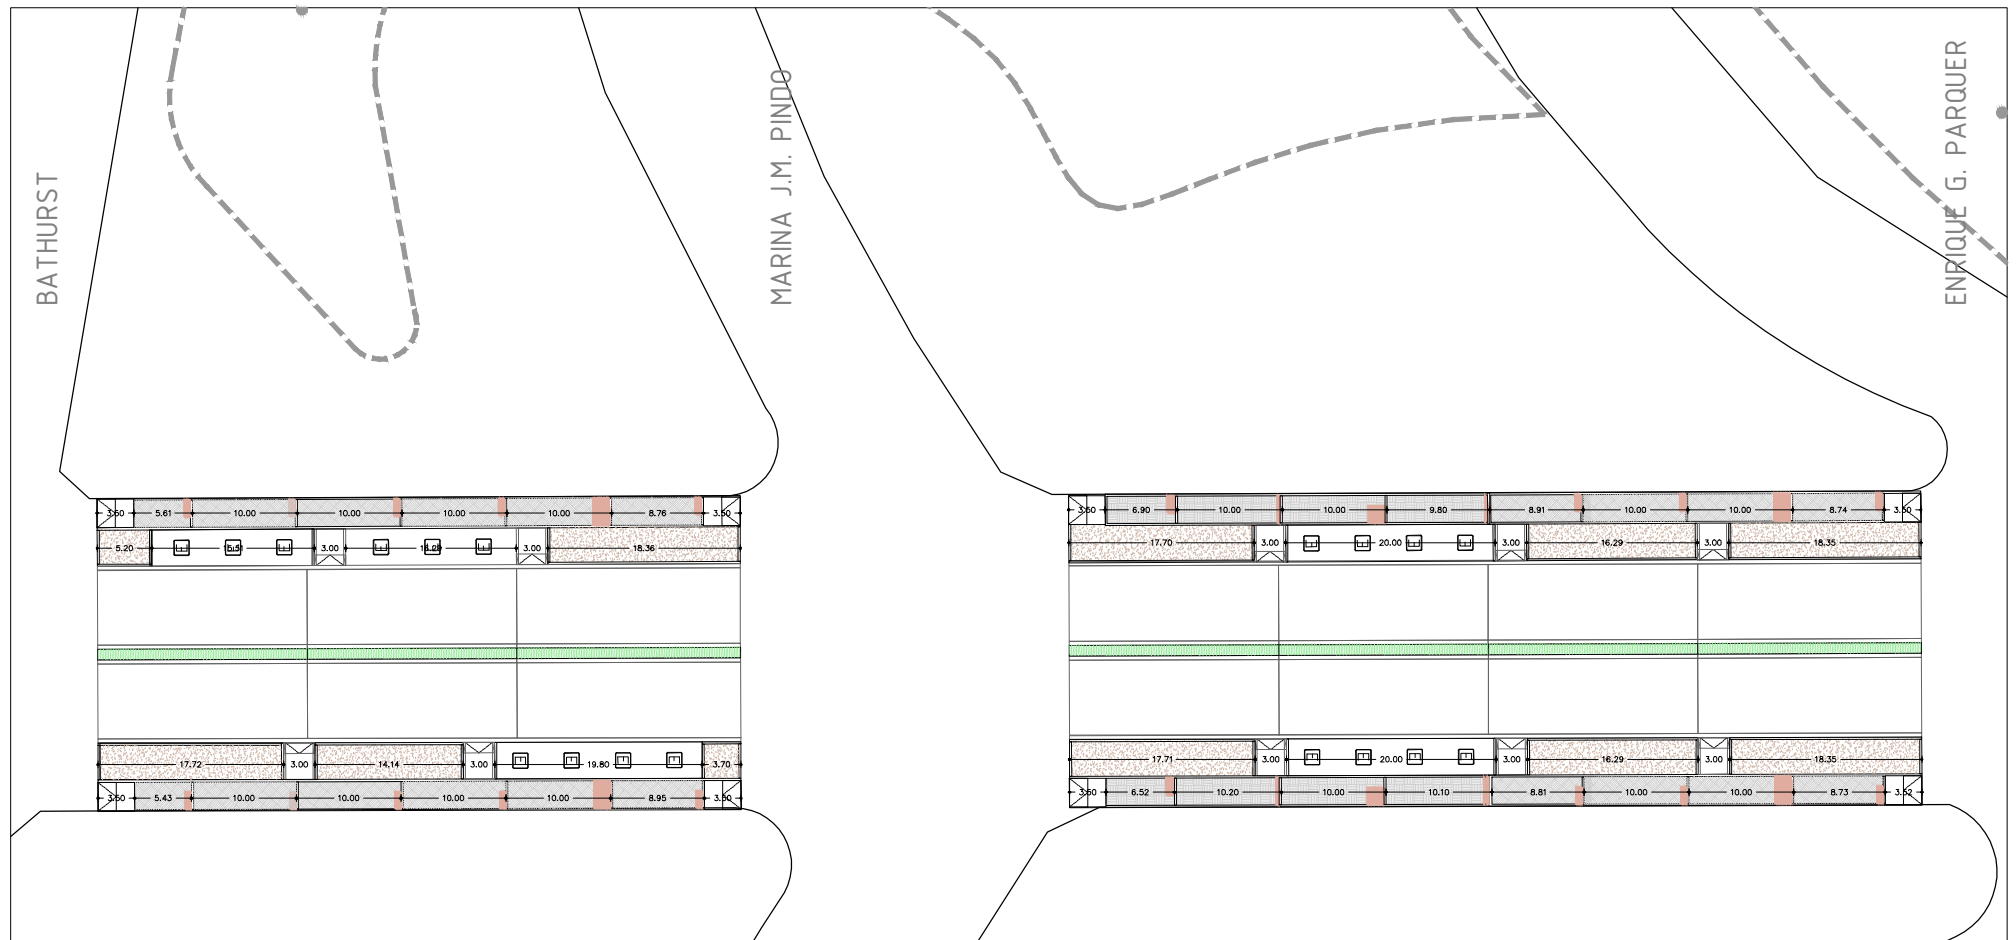 BATHURST
MARINA J.M. PINDO
ENRIQUE G. PARQUER
3.50 5.61 10.00 10.00 10.00 10.00 8.76 3.50
5.20 3.00 3.00 18.36
17.72 3.00 14.14 3.00 19.80 3.70
3.50 5.43 10.00 10.00 10.00 10.00 8.95 3.50
3.50 6.90 10.00 10.00 9.80 8.91 10.00 10.00 8.74 3.50
17.70 3.00 20.00 3.00 16.29 3.00 18.35
17.71 3.00 20.00 3.00 16.29 3.00 18.35
3.50 6.52 10.20 10.00 10.10 8.81 10.00 10.00 8.73 3.52